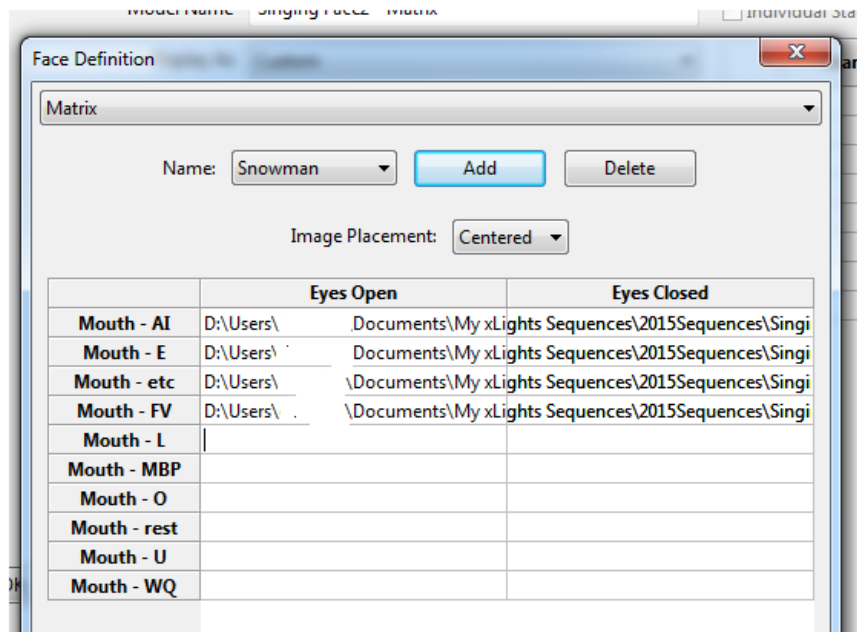 Model Name Singing Face2 - Matrix Individual Sta
Face Definition
Matrix
Name: Snowman Add Delete
Image Placement: Centered
Eyes Open Eyes Closed
Mouth - AI D:\Users\ Documents\My xLights Sequences\2015Sequences\Singi
Mouth - E D:\Users\ Documents\My xLights Sequences\2015Sequences\Singi
Mouth - etc D:\Users\ \Documents\My xLights Sequences\2015Sequences\Singi
Mouth - FV D:\Users\ \Documents\My xLights Sequences\2015Sequences\Singi
Mouth - L
Mouth - MBP
Mouth - O
Mouth - rest
Mouth - U
Mouth - WQ